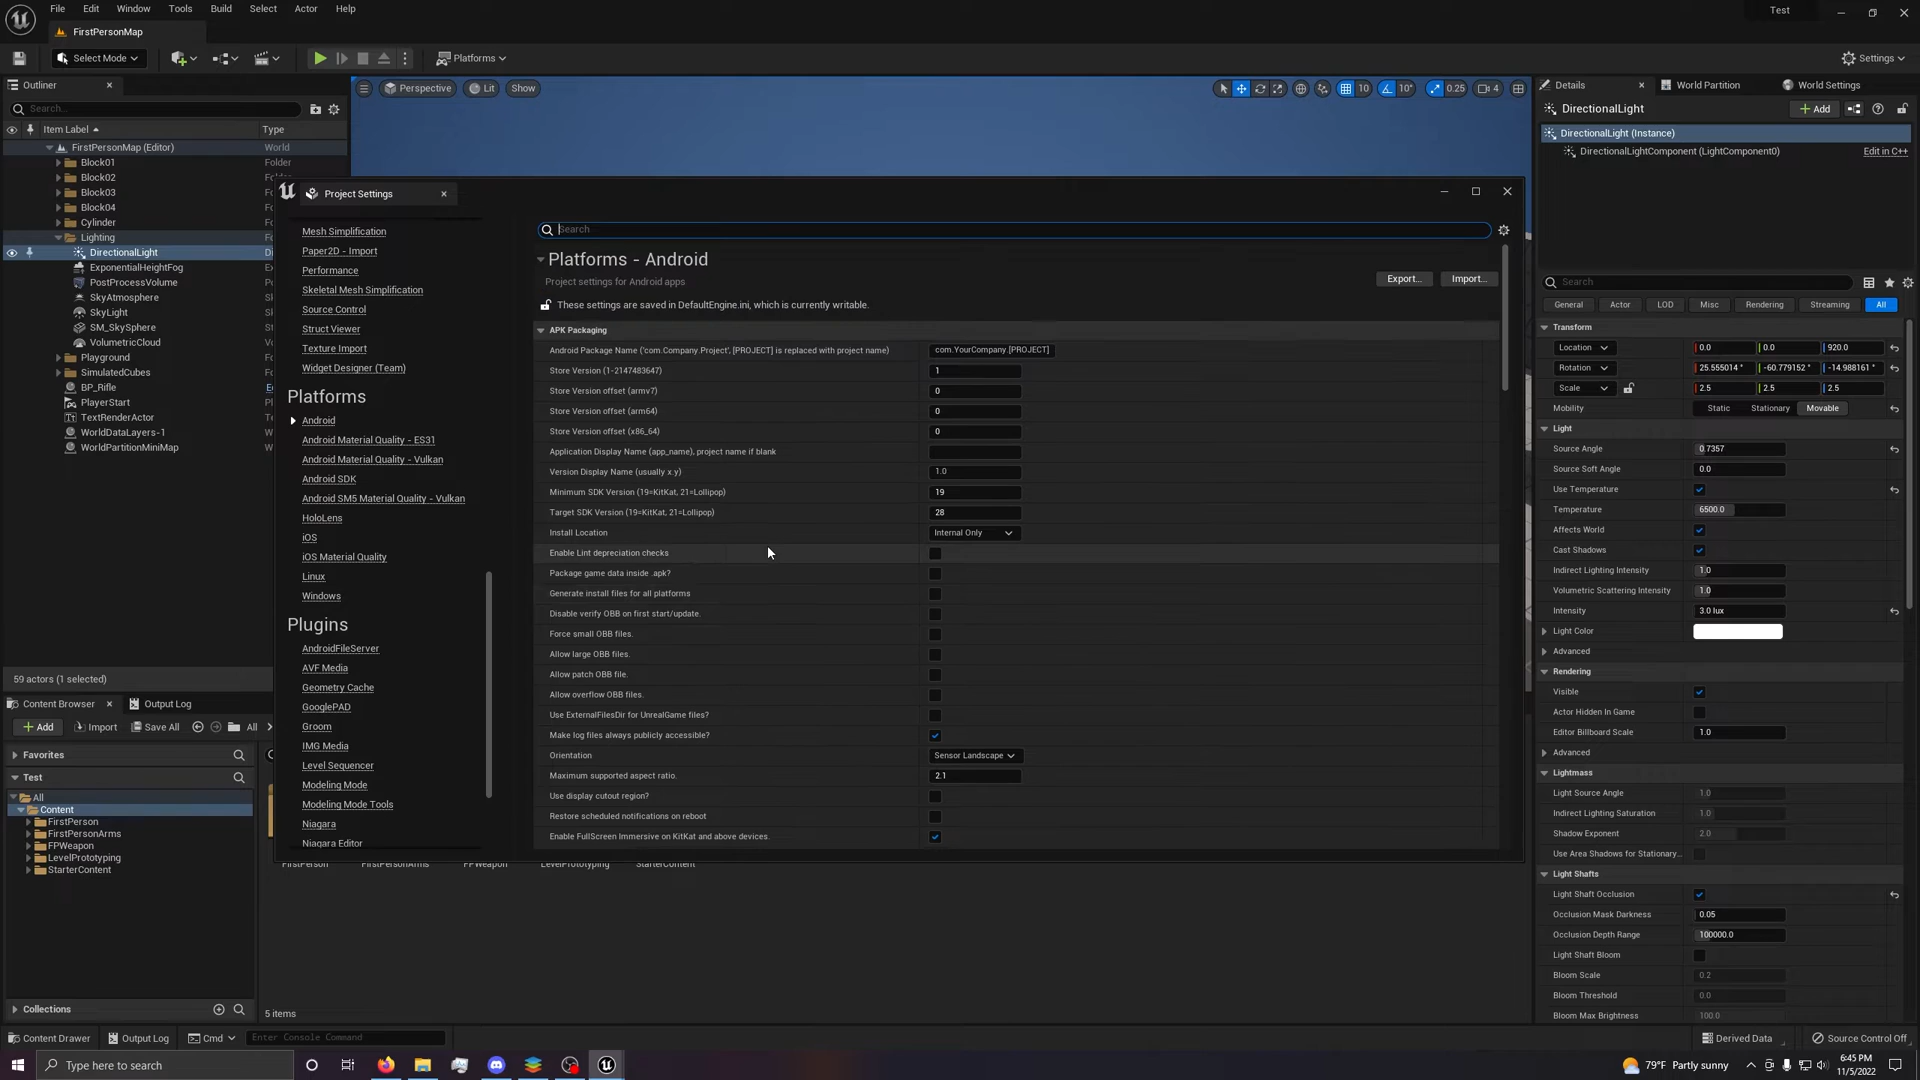 File Edit Window Tools Build Select Actor Help
Test
FirstPersonMap
Select Mode
Platforms
Settings
Outliner
Search...
Item Label Type
FirstPersonMap (Editor) World
Block01 Folder
Block02 Folder
Block03 Folder
Block04 Folder
Cylinder
Lighting
DirectionalLight
ExponentialHeightFog
PostProcessVolume
SkyAtmosphere
SkyLight
SM_SkySphere
VolumetricCloud
Playground
SimulatedCubes
BP_Rifle
PlayerStart
TextRenderActor
WorldDataLayers-1
WorldPartitionMiniMap
59 actors (1 selected)
Perspective Lit Show
10 10° 0.25 4
Project Settings
Mesh Simplification
Paper2D - Import
Performance
Skeletal Mesh Simplification
Source Control
Struct Viewer
Texture Import
Widget Designer (Team)
Platforms
Android
Android Material Quality - ES31
Android Material Quality - Vulkan
Android SDK
Android SM5 Material Quality - Vulkan
HoloLens
iOS
iOS Material Quality
Linux
Windows
Plugins
AndroidFileServer
AVF Media
Geometry Cache
GooglePAD
Groom
IMG Media
Level Sequencer
Modeling Mode
Modeling Mode Tools
Niagara
Niagara Editor
Search
Platforms - Android
Project settings for Android apps
Export... Import...
These settings are saved in DefaultEngine.ini, which is currently writable.
APK Packaging
Android Package Name ('com.Company.Project', [PROJECT] is replaced with project name) com.YourCompany.[PROJECT]
Store Version (1-2147483647) 1
Store Version offset (armv7) 0
Store Version offset (arm64) 0
Store Version offset (x86_64) 0
Application Display Name (app_name), project name if blank
Version Display Name (usually x.y) 1.0
Minimum SDK Version (19=KitKat, 21=Lollipop) 19
Target SDK Version (19=KitKat, 21=Lollipop) 28
Install Location Internal Only
Enable Lint depreciation checks
Package game data inside .apk?
Generate install files for all platforms
Disable verify OBB on first start/update.
Force small OBB files.
Allow large OBB files.
Allow patch OBB file.
Allow overflow OBB files.
Use ExternalFilesDir for UnrealGame files?
Make log files always publicly accessible?
Orientation Sensor Landscape
Maximum supported aspect ratio. 2.1
Use display cutout region?
Restore scheduled notifications on reboot
Enable FullScreen Immersive on KitKat and above devices.
Details World Partition World Settings
DirectionalLight
Add
DirectionalLight (Instance)
DirectionalLightComponent (LightComponent0) Edit in C++
Search
General Actor LOD Misc Rendering Streaming All
Transform
Location 0.0 0.0 920.0
Rotation 25.555014° -60.779152° -14.988161°
Scale 2.5 2.5 2.5
Mobility Static Stationary Movable
Light
Source Angle 0.7357
Source Soft Angle 0.0
Use Temperature
Temperature 6500.0
Affects World
Cast Shadows
Indirect Lighting Intensity 1.0
Volumetric Scattering Intensity 1.0
Intensity 3.0 lux
Light Color
Advanced
Rendering
Visible
Actor Hidden In Game
Editor Billboard Scale 1.0
Advanced
Lightmass
Light Source Angle 1.0
Indirect Lighting Saturation 1.0
Shadow Exponent 2.0
Use Area Shadows for Stationary...
Light Shafts
Light Shaft Occlusion
Occlusion Mask Darkness 0.05
Occlusion Depth Range 100000.0
Light Shaft Bloom
Bloom Scale 0.2
Bloom Threshold 0.0
Bloom Max Brightness 100.0
Content Browser Output Log
Add Import Save All All
Favorites
Test
All
Content
FirstPerson
FirstPersonArms
FPWeapon
LevelPrototyping
StarterContent
Collections
FirstPerson FirstPersonArms FPWeapon LevelPrototyping StarterContent
5 items
Content Drawer Output Log Cmd Enter Console Command
Derived Data Source Control Off
Type here to search
79°F Partly sunny
6:45 PM
11/5/2022